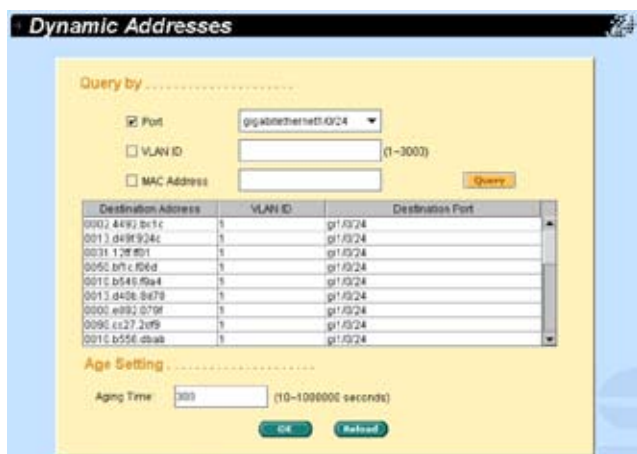 Dynamic Addresses
Query by
Port gigabitethernet1/0/24
VLAN ID (1~3003)
MAC Address Query
Destination Address VLAN ID Destination Port
0002.4492.bc1c 1 gi1/0/24
0013.d49f.924c 1 gi1/0/24
0031.12ff.ff01 1 gi1/0/24
0050.bf1c.f06d 1 gi1/0/24
0010.b546.f9a4 1 gi1/0/24
0013.d40b.8d70 1 gi1/0/24
0000.e892.079f 1 gi1/0/24
0090.cc27.2cf9 1 gi1/0/24
0010.b556.dbab 1 gi1/0/24
Age Setting
Aging Time: 300 (10~1000000 seconds)
OK Reload